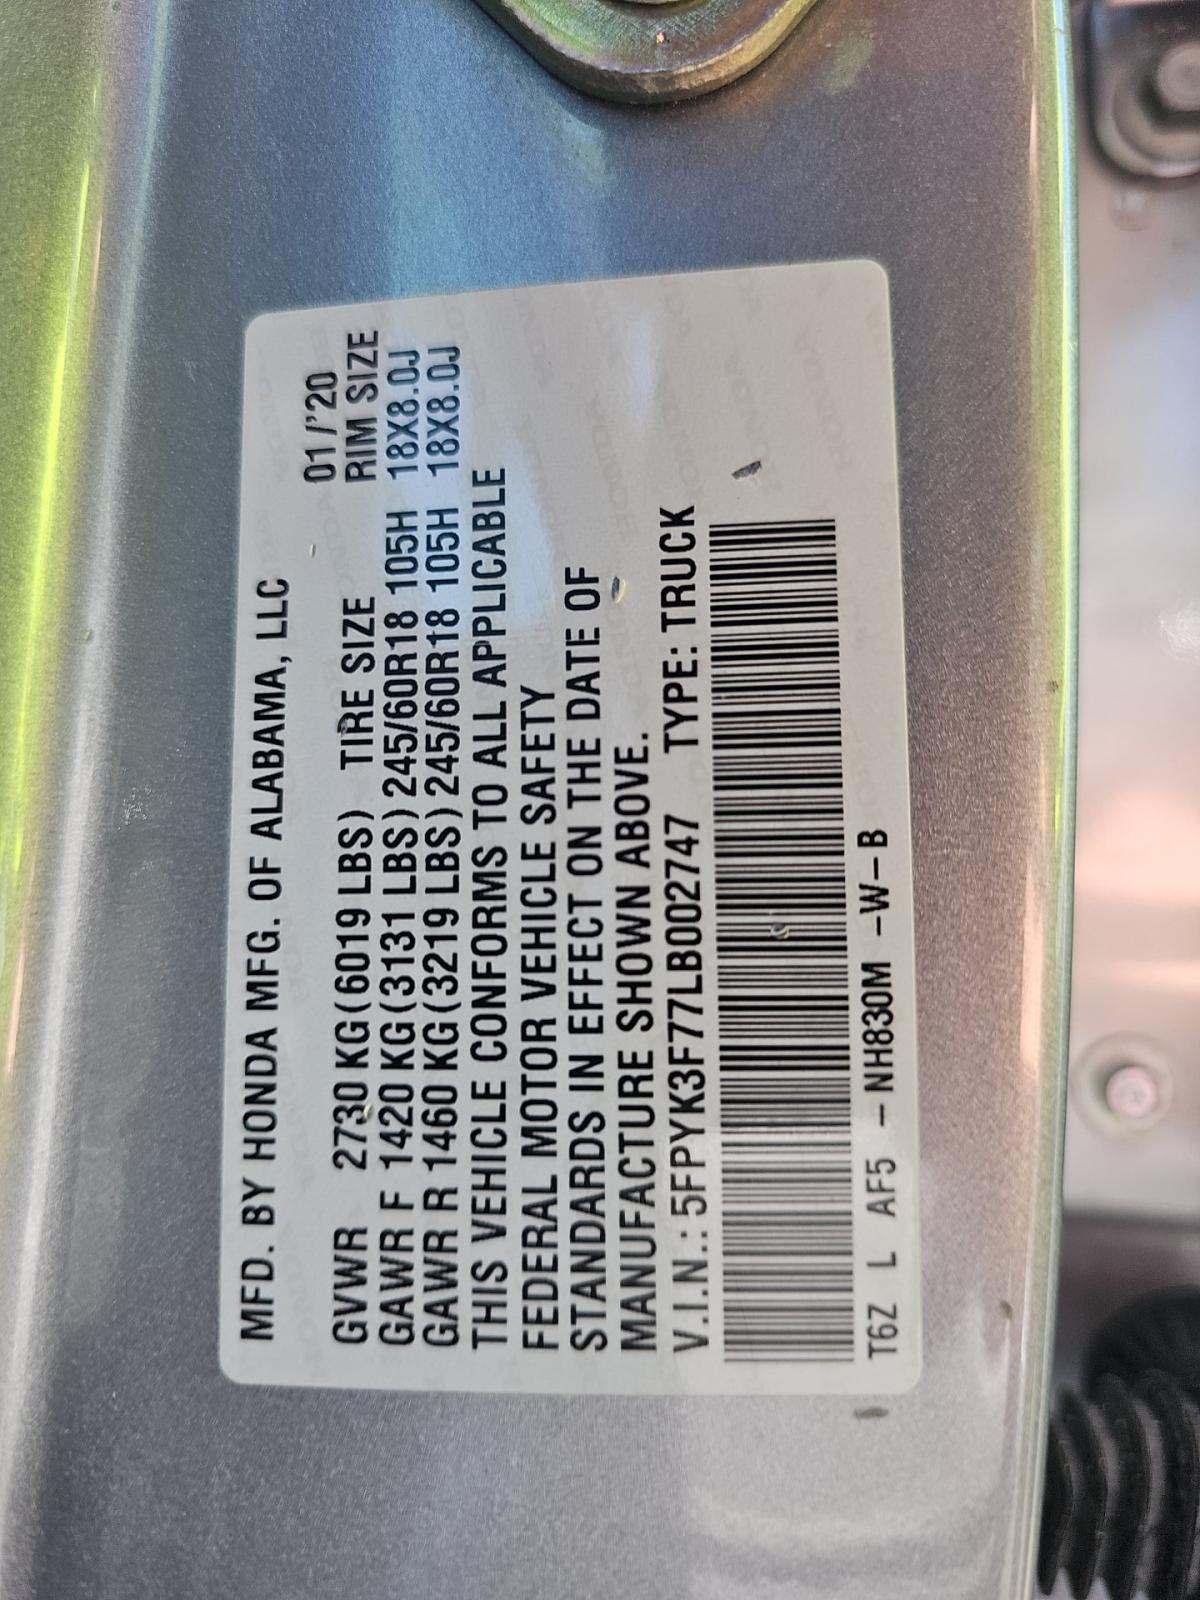 MFD. BY HONDA MFG. OF ALABAMA, LLC
01/'20
GVWR 2730 KG(6019 LBS) TIRE SIZE RIM SIZE
GAWR F 1420 KG(3131 LBS) 245/60R18 105H 18X8.0J
GAWR R 1460 KG(3219 LBS) 245/60R18 105H 18X8.0J
THIS VEHICLE CONFORMS TO ALL APPLICABLE
FEDERAL MOTOR VEHICLE SAFETY
STANDARDS IN EFFECT ON THE DATE OF
MANUFACTURE SHOWN ABOVE.
V.I.N.: 5FPYK3F77LB002747 TYPE: TRUCK
T6Z L AF5 -NH830M -W-B